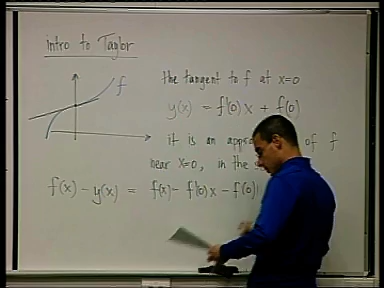 intro to Taylor
f
the tangent to f at x=0
y(x) = f'(0)x + f(0)
it is an of f
near x=0, in the
f(x) - y(x) = f(x) - f'(0)x - f(0)